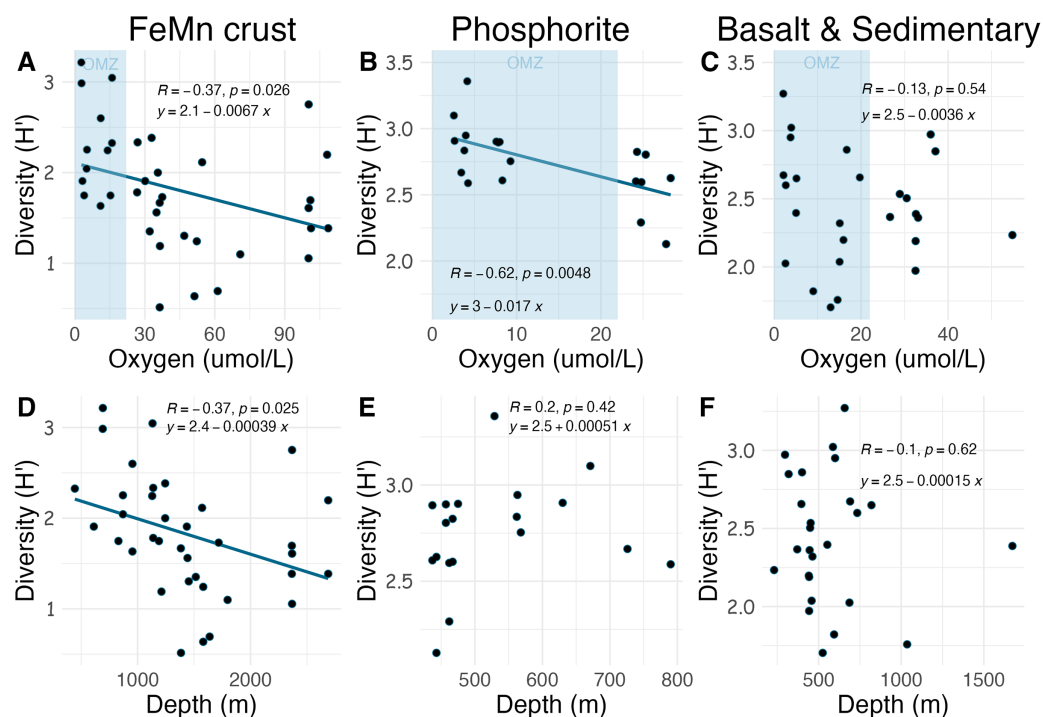 FeMn crust Phosphorite Basalt & Sedimentary
A B C
OMZ OMZ OMZ
R = −0.37, p = 0.026
y = 2.1 − 0.0067 x
R = −0.62, p = 0.0048
y = 3 − 0.017 x
R = −0.13, p = 0.54
y = 2.5 − 0.0036 x
Diversity (H')
3
2
1
0 30 60 90
Oxygen (umol/L)
Diversity (H')
3.5
3.0
2.5
2.0
0 10 20
Oxygen (umol/L)
Diversity (H')
3.5
3.0
2.5
2.0
0 20 40
Oxygen (umol/L)
D E F
R = −0.37, p = 0.025
y = 2.4 − 0.00039 x
R = 0.2, p = 0.42
y = 2.5 + 0.00051 x
R = −0.1, p = 0.62
y = 2.5 − 0.00015 x
Diversity (H')
3
2
1
1000 2000
Depth (m)
Diversity (H')
3.0
2.5
500 600 700 800
Depth (m)
Diversity (H')
3.0
2.5
2.0
500 1000 1500
Depth (m)